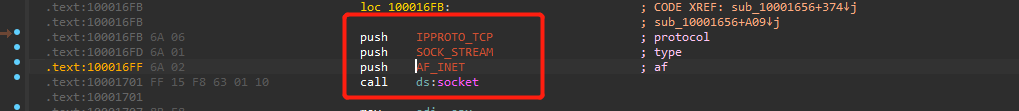 .text:100016FB loc_100016FB: ; CODE XREF: sub_10001656+374↓j
.text:100016FB ; sub_10001656+A09↓j
.text:100016FB 6A 06 push IPPROTO_TCP ; protocol
.text:100016FD 6A 01 push SOCK_STREAM ; type
.text:100016FF 6A 02 push AF_INET ; af
.text:10001701 FF 15 F8 63 01 10 call ds:socket
.text:10001701